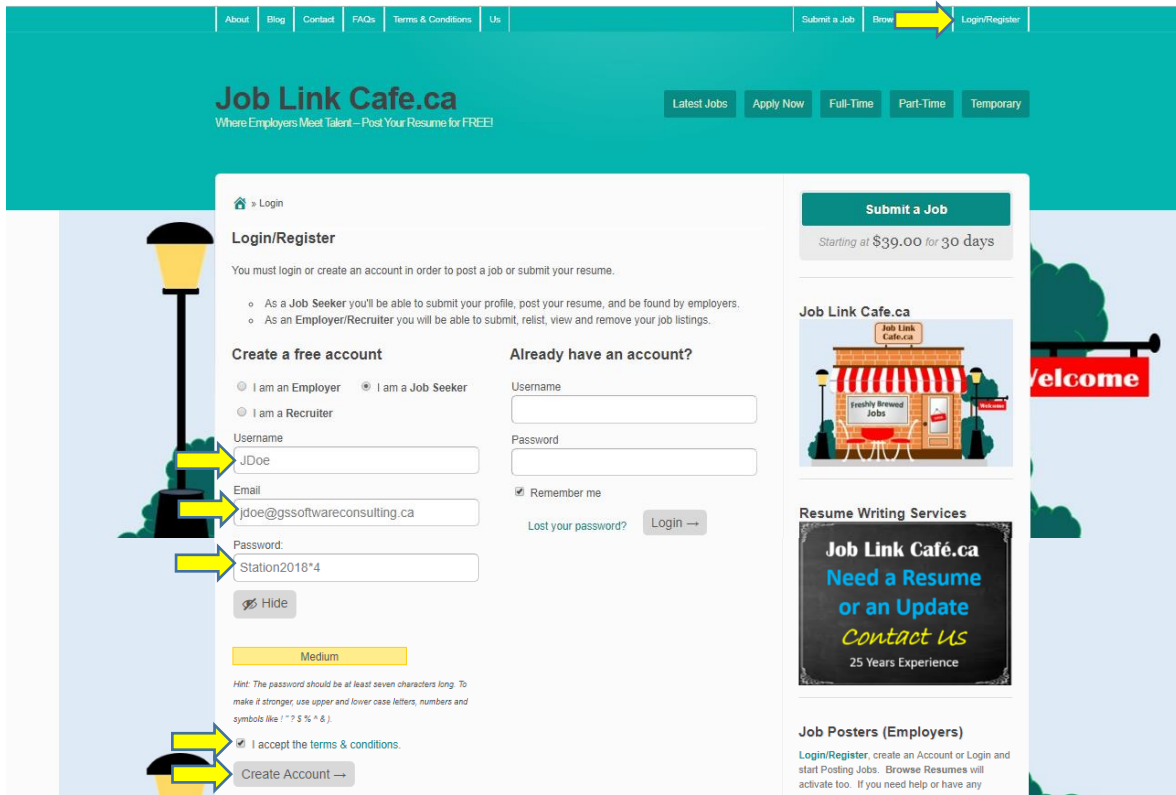 About Blog Contact FAQs Terms & Conditions Us
Submit a Job Login/Register
Job Link Cafe.ca
Where Employers Meet Talent – Post Your Resume for FREE!
Latest Jobs Apply Now Full-Time Part-Time Temporary
» Login
Login/Register
You must login or create an account in order to post a job or submit your resume.
As a Job Seeker you'll be able to submit your profile, post your resume, and be found by employers.
As an Employer/Recruiter you will be able to submit, relist, view and remove your job listings.
Create a free account
I am an Employer I am a Job Seeker
I am a Recruiter
Username
JDoe
Email
jdoe@gssoftwareconsulting.ca
Password:
Station2018*4
Hide
Medium
Hint: The password should be at least seven characters long. To
make it stronger, use upper and lower case letters, numbers and
symbols like ! " ? $ % ^ & ).
I accept the terms & conditions.
Create Account →
Already have an account?
Username
Password
Remember me
Lost your password? Login →
Submit a Job
Starting at $39.00 for 30 days
Job Link Cafe.ca
Job Link
Cafe.ca
Freshly Brewed
Jobs
Welcome
Welcome
Resume Writing Services
Job Link Café.ca
Need a Resume
or an Update
Contact Us
25 Years Experience
Job Posters (Employers)
Login/Register, create an Account or Login and
start Posting Jobs. Browse Resumes will
activate too. If you need help or have any